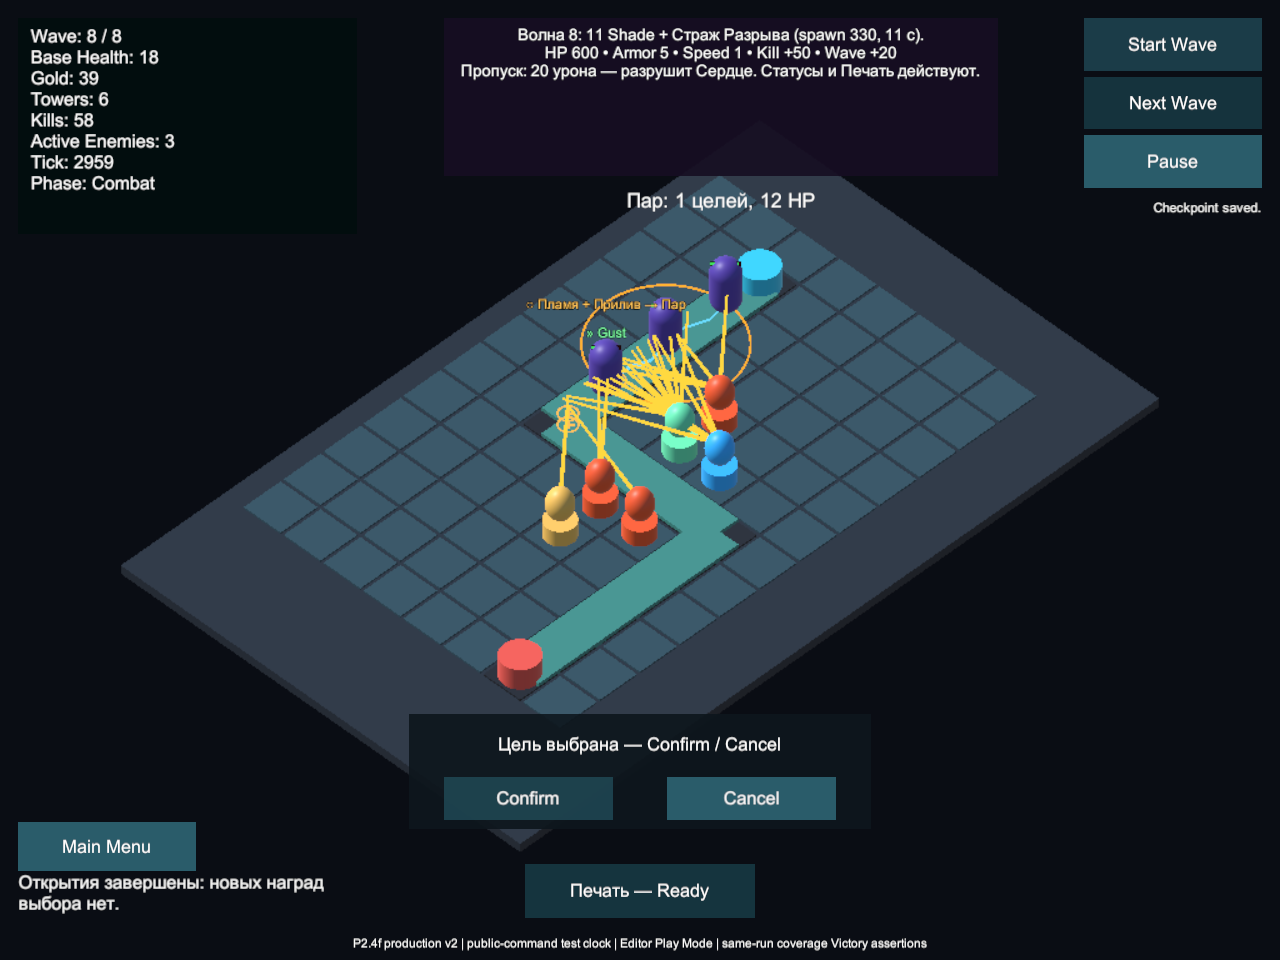 Wave: 8 / 8
Base Health: 18
Gold: 39
Towers: 6
Kills: 58
Active Enemies: 3
Tick: 2959
Phase: Combat
Волна 8: 11 Shade + Страж Разрыва (spawn 330, 11 с).
HP 600 • Armor 5 • Speed 1 • Kill +50 • Wave +20
Пропуск: 20 урона — разрушит Сердце. Статусы и Печать действуют.
Start Wave
Next Wave
Pause
Checkpoint saved.
Пар: 1 целей, 12 HP
¤ Пламя + Прилив → Пар
» Gust
Цель выбрана — Confirm / Cancel
Confirm
Cancel
Main Menu
Открытия завершены: новых наград
выбора нет.
Печать — Ready
P2.4f production v2 | public-command test clock | Editor Play Mode | same-run coverage Victory assertions